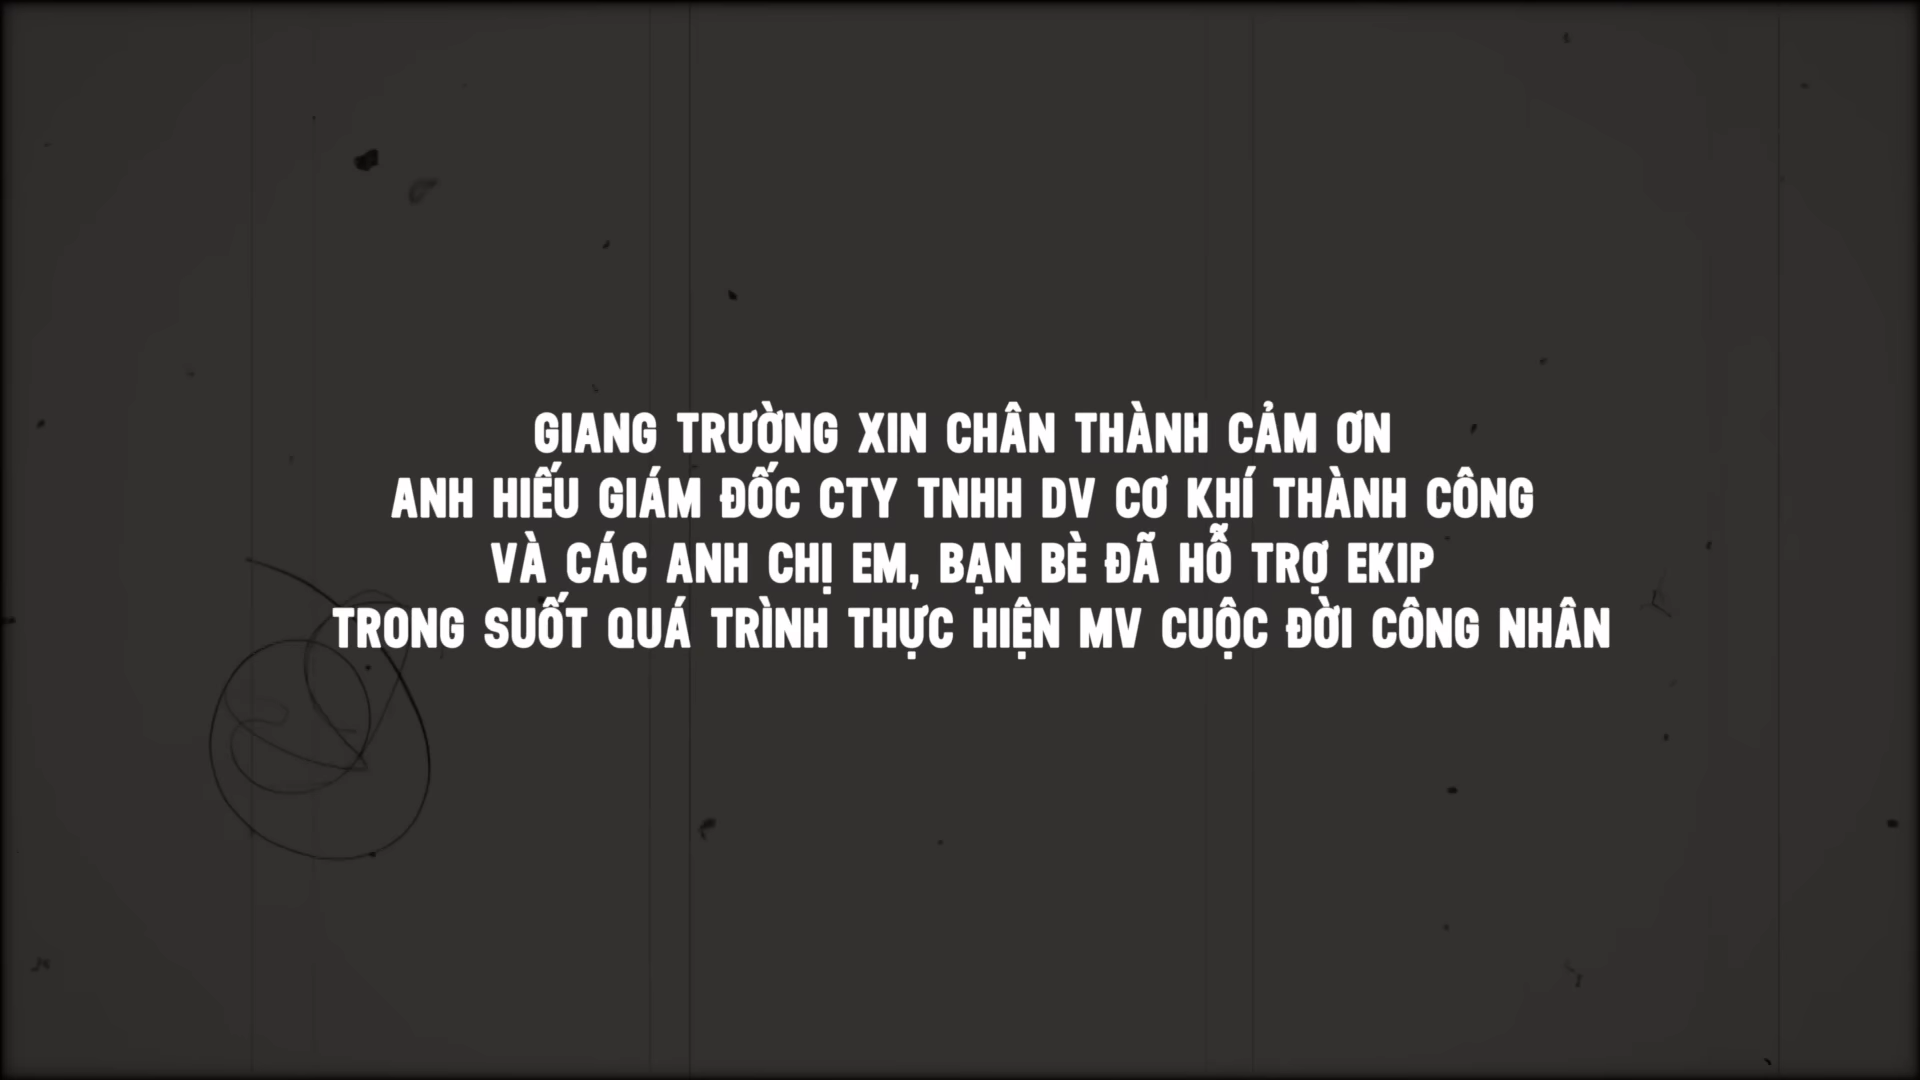 GIANG TRƯỜNG XIN CHÂN THÀNH CẢM ƠN
ANH HIẾU GIÁM ĐỐC CTY TNHH DV CƠ KHÍ THÀNH CÔNG
VÀ CÁC ANH CHỊ EM, BẠN BÈ ĐÃ HỖ TRỢ EKIP
TRONG SUỐT QUÁ TRÌNH THỰC HIỆN MV CUỘC ĐỜI CÔNG NHÂN